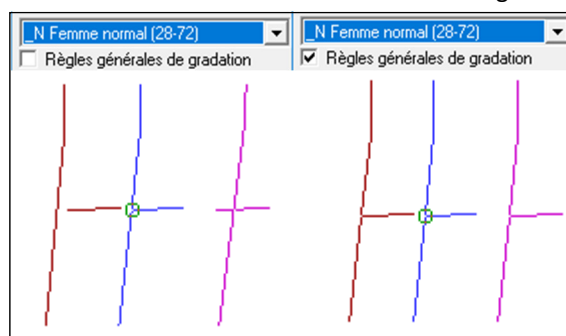 _N Femme normal (28-72)
Règles générales de gradation
_N Femme normal (28-72)
Règles générales de gradation